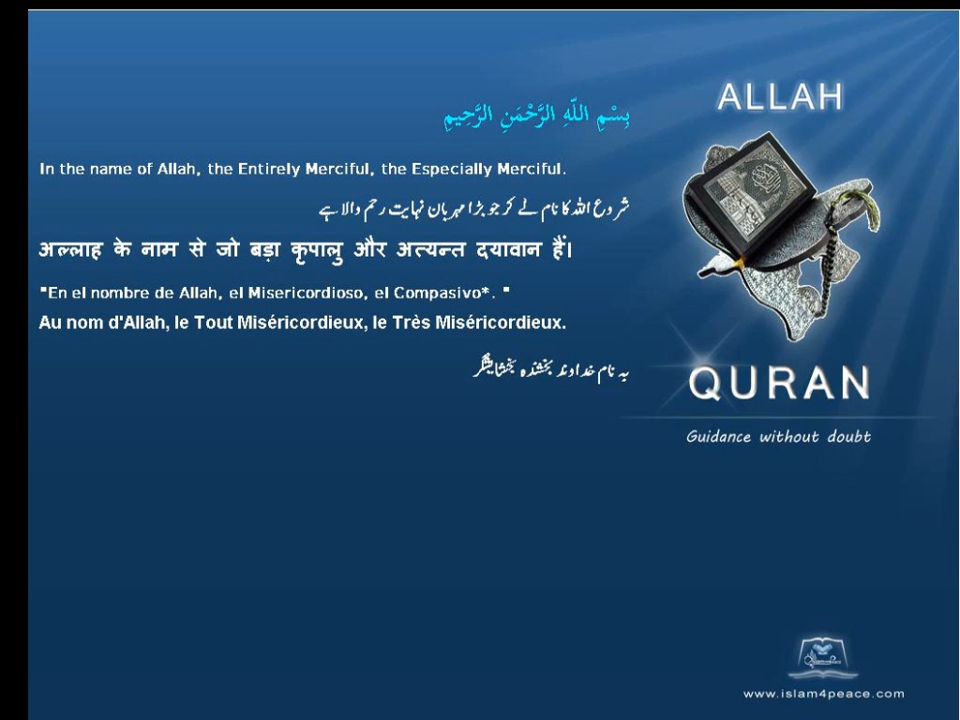 بِسْمِ اللّهِ الرَّحْمَنِ الرَّحِيمِ
In the name of Allah, the Entirely Merciful, the Especially Merciful.
شروع اللہ کا نام لے کر جو بڑا مہربان نہایت رحم والا ہے
अल्लाह के नाम से जो बड़ा कृपालु और अत्यन्त दयावान हैं।
"En el nombre de Allah, el Misericordioso, el Compasivo*. "
Au nom d'Allah, le Tout Miséricordieux, le Très Miséricordieux.
به نام خداوند بخشنده بخشایشگر
ALLAH
QURAN
Guidance without doubt
www.islam4peace.com